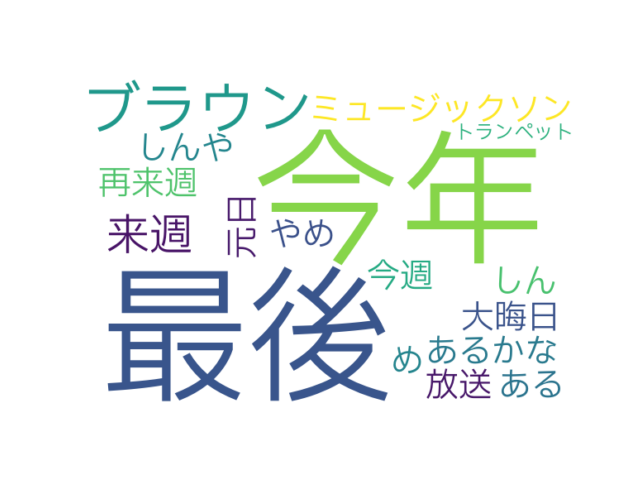 ブラウン
ミュージックソン
トランペット
しんや
今年
再来週
来週
元日
やめ
今週
しん
最後
大晦日
め
あるかな
放送
ある